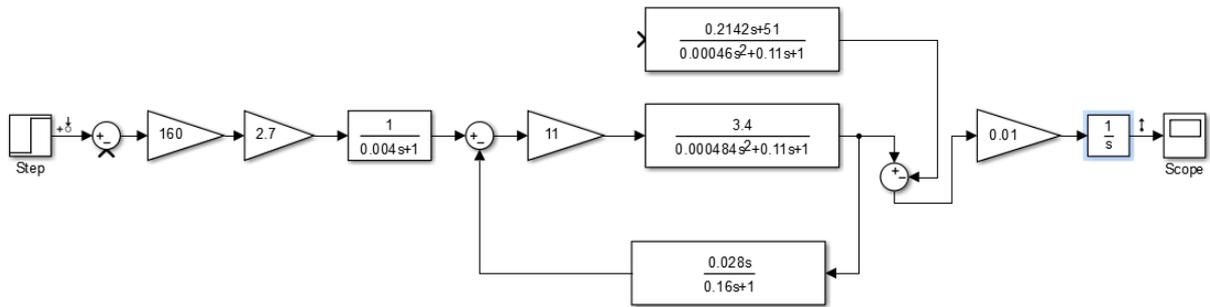 0.2142s+51
0.00046s²+0.11s+1
160
2.7
1
0.004s+1
11
3.4
0.000484s²+0.11s+1
0.01
1
s
Step
Scope
0.028s
0.16s+1